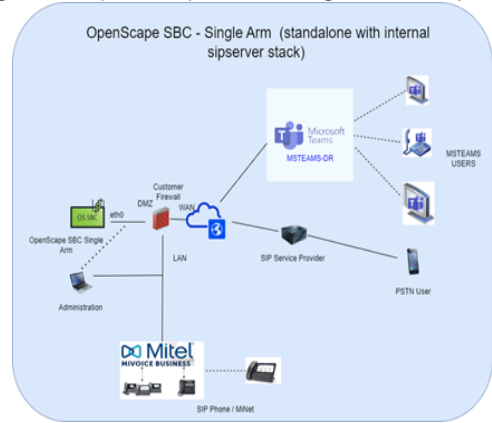 OpenScape SBC - Single Arm (standalone with internal
sipserver stack)
Microsoft
Teams
MSTEAMS-DR
MSTEAMS
USERS
Customer
Firewall
DMZ
WAN
OS SBC
eth0
OpenScape SBC Single
Arm
LAN
SIP Service Provider
Administration
PSTN User
Mitel
MIVOICE BUSINESS
SIP Phone / MiNet